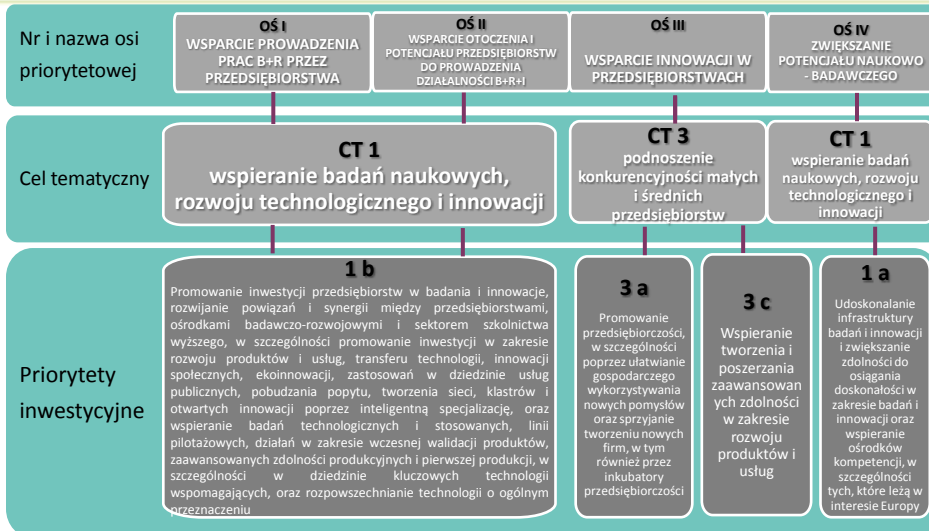 Nr i nazwa osi
priorytetowej
OŚ I
WSPARCIE PROWADZENIA
PRAC B+R PRZEZ
PRZEDSIĘBIORSTWA
OŚ II
WSPARCIE OTOCZENIA I
POTENCJAŁU PRZEDSIĘBIORSTW
DO PROWADZENIA
DZIAŁALNOŚCI B+R+I
OŚ III
WSPARCIE INNOWACJI W
PRZEDSIĘBIORSTWACH
OŚ IV
ZWIĘKSZANIE
POTENCJAŁU NAUKOWO
- BADAWCZEGO
Cel tematyczny
CT 1
wspieranie badań naukowych,
rozwoju technologicznego i innowacji
CT 3
podnoszenie
konkurencyjności małych
i średnich
przedsiębiorstw
CT 1
wspieranie badań
naukowych, rozwoju
technologicznego i
innowacji
Priorytety
inwestycyjne
1 b
Promowanie inwestycji przedsiębiorstw w badania i innowacje,
rozwijanie powiązań i synergii między przedsiębiorstwami,
ośrodkami badawczo-rozwojowymi i sektorem szkolnictwa
wyższego, w szczególności promowanie inwestycji w zakresie
rozwoju produktów i usług, transferu technologii, innowacji
społecznych, ekoinnowacji, zastosowań w dziedzinie usług
publicznych, pobudzania popytu, tworzenia sieci, klastrów i
otwartych innowacji poprzez inteligentną specjalizację, oraz
wspieranie badań technologicznych i stosowanych, linii
pilotażowych, działań w zakresie wczesnej walidacji produktów,
zaawansowanych zdolności produkcyjnych i pierwszej produkcji, w
szczególności w dziedzinie kluczowych technologii
wspomagających, oraz rozpowszechnianie technologii o ogólnym
przeznaczeniu
3 a
Promowanie
przedsiębiorczości,
w szczególności
poprzez ułatwianie
gospodarczego
wykorzystywania
nowych pomysłów
oraz sprzyjanie
tworzeniu nowych
firm, w tym
również przez
inkubatory
przedsiębiorczości
3 c
Wspieranie
tworzenia i
poszerzania
zaawansowan
ych zdolności
w zakresie
rozwoju
produktów i
usług
1 a
Udoskonalanie
infrastruktury
badań i innowacji
i zwiększanie
zdolności do
osiągania
doskonałości w
zakresie badań i
innowacji oraz
wspieranie
ośrodków
kompetencji, w
szczególności
tych, które leżą w
interesie Europy